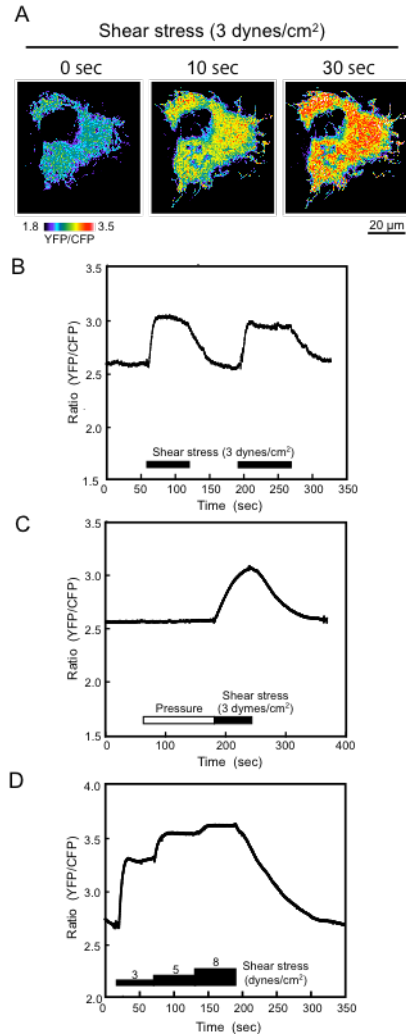 A
Shear stress (3 dynes/cm²)
0 sec 10 sec 30 sec
1.8 3.5
YFP/CFP
20 µm
B
3.5
3.0
2.5
2.0
1.5
Ratio (YFP/CFP)
Shear stress (3 dynes/cm²)
0 50 100 150 200 250 300 350
Time (sec)
C
3.5
3.0
2.5
2.0
1.5
Ratio (YFP/CFP)
Pressure
Shear stress
(3 dymes/cm²)
0 100 200 300 400
Time (sec)
D
4.0
3.5
3.0
2.5
2.0
Ratio (YFP/CFP)
3 5 8
Shear stress
(dynes/cm²)
0 50 100 150 200 250 300 350
Time (sec)